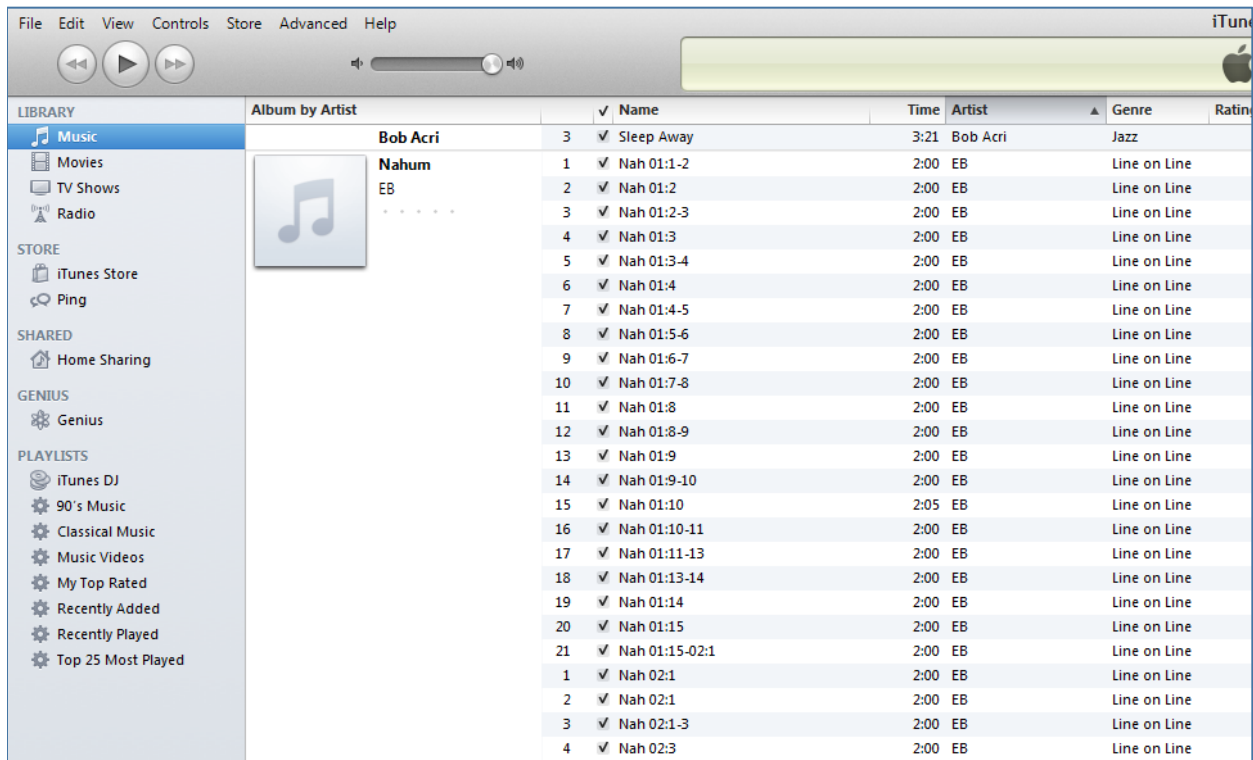 File Edit View Controls Store Advanced Help
iTune
LIBRARY
Music
Movies
TV Shows
Radio
STORE
iTunes Store
Ping
SHARED
Home Sharing
GENIUS
Genius
PLAYLISTS
iTunes DJ
90's Music
Classical Music
Music Videos
My Top Rated
Recently Added
Recently Played
Top 25 Most Played
Album by Artist
Bob Acri
Nahum
EB
Name Time Artist Genre Rating
3 Sleep Away 3:21 Bob Acri Jazz
1 Nah 01:1-2 2:00 EB Line on Line
2 Nah 01:2 2:00 EB Line on Line
3 Nah 01:2-3 2:00 EB Line on Line
4 Nah 01:3 2:00 EB Line on Line
5 Nah 01:3-4 2:00 EB Line on Line
6 Nah 01:4 2:00 EB Line on Line
7 Nah 01:4-5 2:00 EB Line on Line
8 Nah 01:5-6 2:00 EB Line on Line
9 Nah 01:6-7 2:00 EB Line on Line
10 Nah 01:7-8 2:00 EB Line on Line
11 Nah 01:8 2:00 EB Line on Line
12 Nah 01:8-9 2:00 EB Line on Line
13 Nah 01:9 2:00 EB Line on Line
14 Nah 01:9-10 2:00 EB Line on Line
15 Nah 01:10 2:05 EB Line on Line
16 Nah 01:10-11 2:00 EB Line on Line
17 Nah 01:11-13 2:00 EB Line on Line
18 Nah 01:13-14 2:00 EB Line on Line
19 Nah 01:14 2:00 EB Line on Line
20 Nah 01:15 2:00 EB Line on Line
21 Nah 01:15-02:1 2:00 EB Line on Line
1 Nah 02:1 2:00 EB Line on Line
2 Nah 02:1 2:00 EB Line on Line
3 Nah 02:1-3 2:00 EB Line on Line
4 Nah 02:3 2:00 EB Line on Line